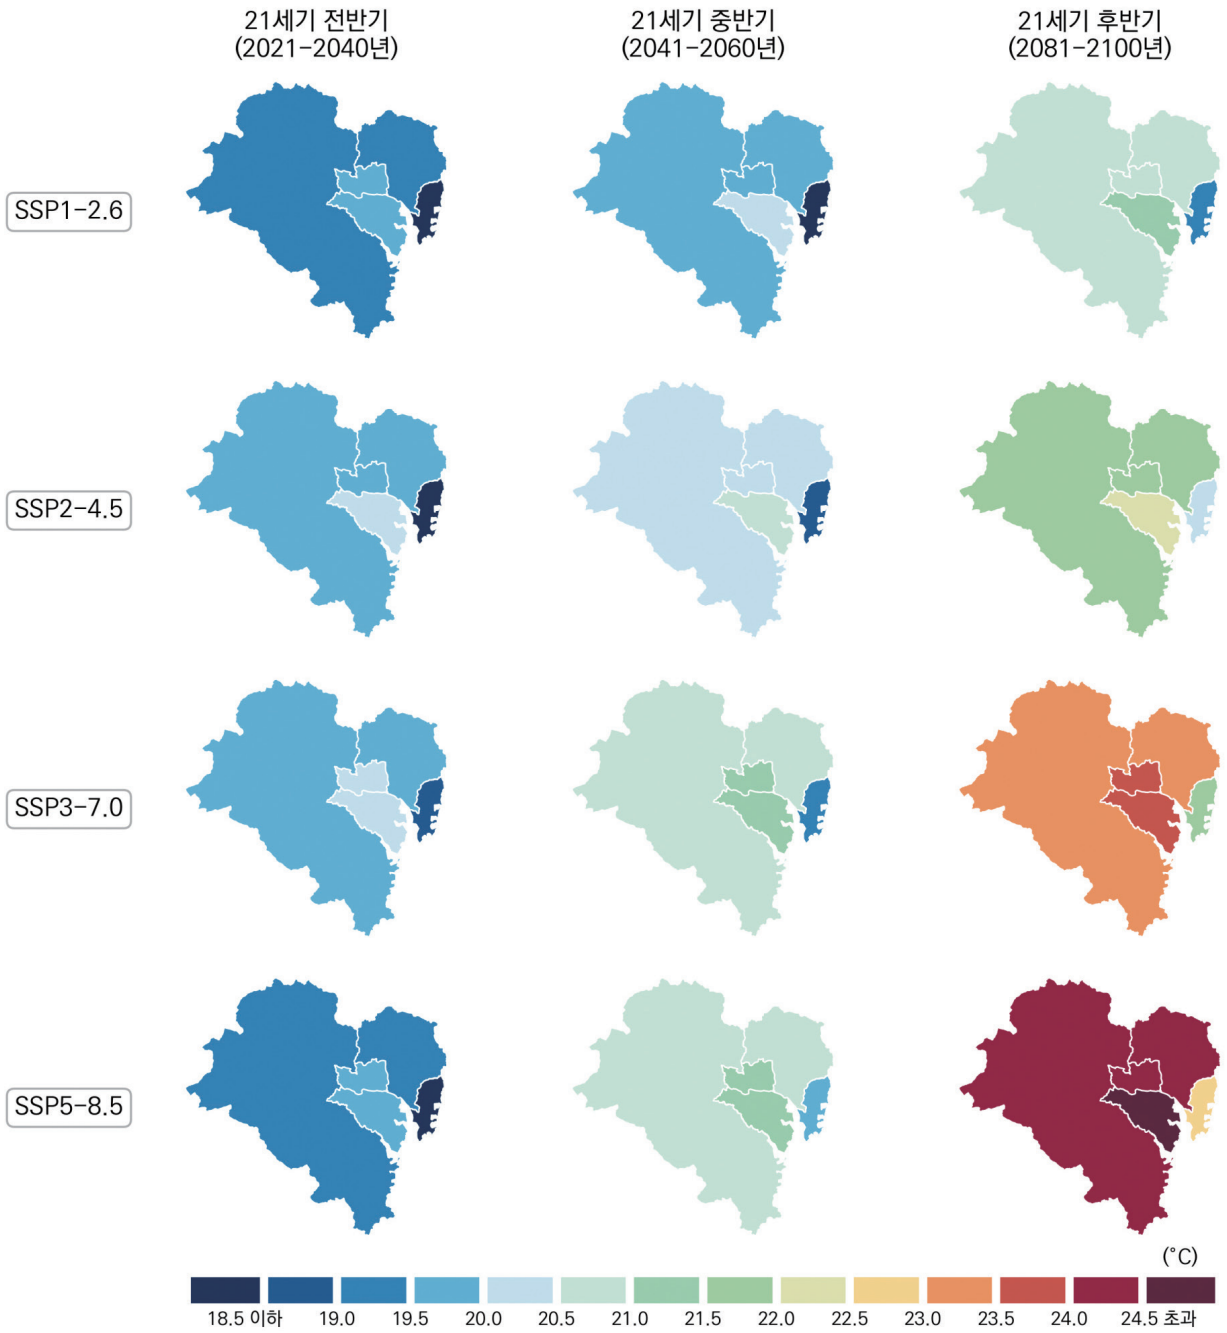 21세기 전반기
(2021-2040년)
21세기 중반기
(2041-2060년)
21세기 후반기
(2081-2100년)
SSP1-2.6
SSP2-4.5
SSP3-7.0
SSP5-8.5
(°C)
18.5 이하 19.0 19.5 20.0 20.5 21.0 21.5 22.0 22.5 23.0 23.5 24.0 24.5 초과